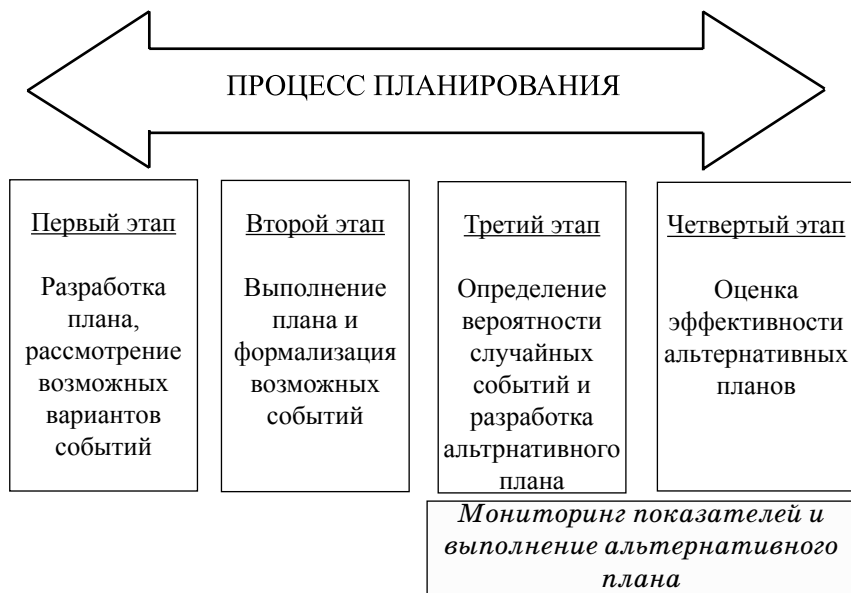 ПРОЦЕСС ПЛАНИРОВАНИЯ
Первый этап
Разработка
плана,
рассмотрение
возможных
вариантов
событий
Второй этап
Выполнение
плана и
формализация
возможных
событий
Третий этап
Определение
вероятности
случайных
событий и
разработка
альтрнативного
плана
Четвертый этап
Оценка
эффективности
альтернативных
планов
Мониторинг показателей и
выполнение альтернативного
плана